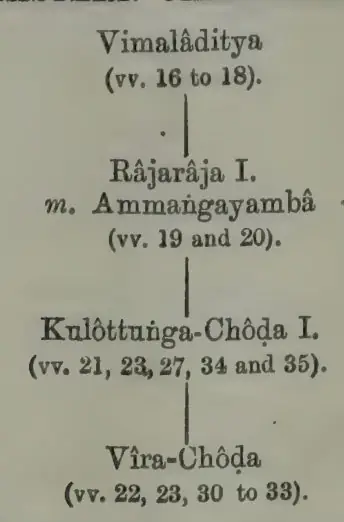 Vimalâditya
(vv. 16 to 18).
Râjarâja I.
m. Ammaṅgayambâ
(vv. 19 and 20).
Kulôttuṅga-Chôḍa I.
(vv. 21, 23, 27, 34 and 35).
Vîra-Chôḍa
(vv. 22, 23, 30 to 33).